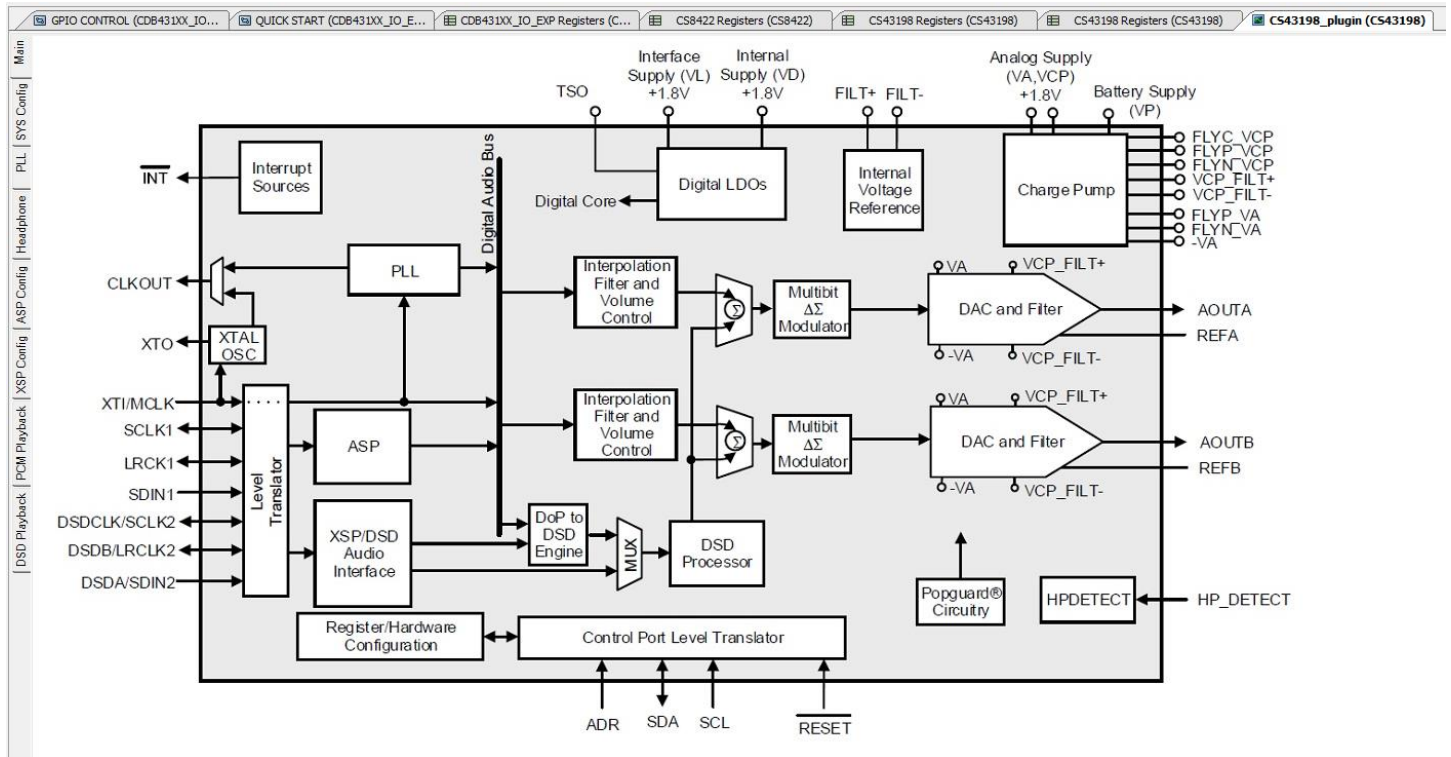 GPIO CONTROL (CDB431XX_IO...
QUICK START (CDB431XX_IO_E...
CDB431XX_IO_EXP Registers (C...
CS8422 Registers (CS8422)
CS43198 Registers (CS43198)
CS43198 Registers (CS43198)
CS43198_plugin (CS43198)
Main
SYS Config
PLL
Headphone
ASP Config
XSP Config
PCM Playback
DSD Playback
TSO
Interface
Supply (VL)
+1.8V
Internal
Supply (VD)
+1.8V
FILT+
FILT-
Analog Supply
(VA,VCP)
+1.8V
Battery Supply
(VP)
INT
Interrupt
Sources
Digital Audio Bus
Digital LDOs
Digital Core
Internal
Voltage
Reference
Charge Pump
FLYC_VCP
FLYP_VCP
FLYN_VCP
VCP_FILT+
VCP_FILT-
FLYP_VA
FLYN_VA
-VA
CLKOUT
PLL
Interpolation
Filter and
Volume
Control
Σ
Multibit
ΔΣ
Modulator
VA
VCP_FILT+
DAC and Filter
-VA
VCP_FILT-
AOUTA
REFA
XTO
XTAL
OSC
XTI/MCLK
SCLK1
LRCK1
SDIN1
DSDCLK/SCLK2
DSDB/LRCLK2
DSDA/SDIN2
Level
Translator
ASP
Interpolation
Filter and
Volume
Control
Σ
Multibit
ΔΣ
Modulator
VA
VCP_FILT+
DAC and Filter
-VA
VCP_FILT-
AOUTB
REFB
XSP/DSD
Audio
Interface
DoP to
DSD
Engine
MUX
DSD
Processor
Popguard®
Circuitry
HPDETECT
HP_DETECT
Register/Hardware
Configuration
Control Port Level Translator
ADR
SDA
SCL
RESET